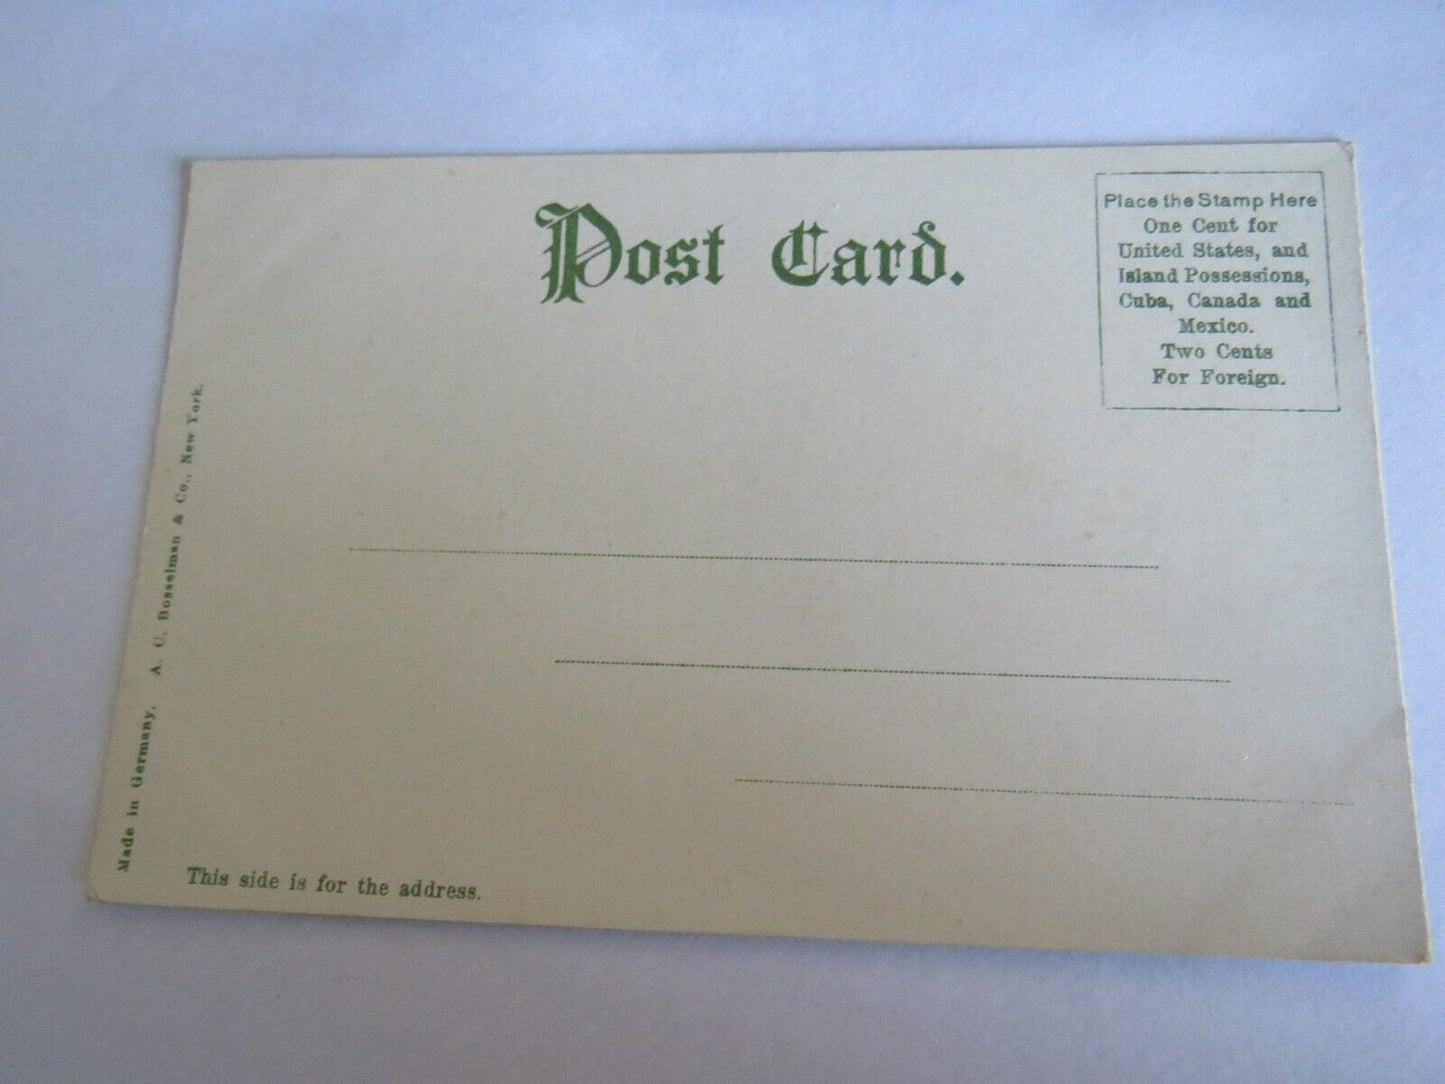 Post Card.
Place the Stamp Here
One Cent for
United States, and
Island Possessions,
Cuba, Canada and
Mexico.
Two Cents
For Foreign.
Made in Germany. A. C. Bosselman & Co., New York.
This side is for the address.